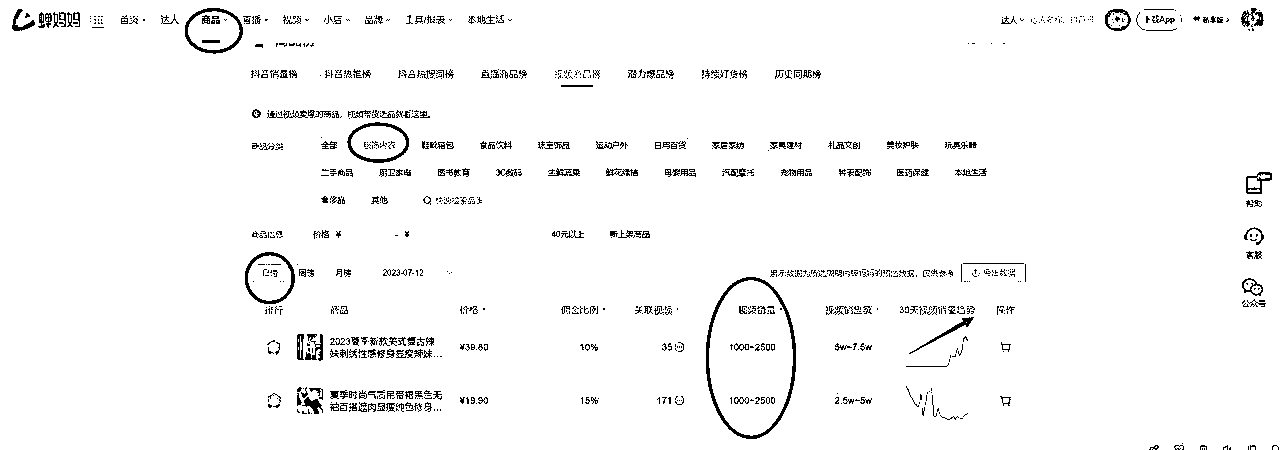 蝉妈妈 首页 达人 商品 直播 视频 小店 品牌 工具/报表 本地生活 达人 下载App
抖音销量榜 抖音热推榜 抖音热搜词榜 直播商品榜 视频商品榜 潜力爆品榜 持续好货榜 历史同期榜
通过视频卖爆的商品，视频带货选品就看这里。
商品分类 全部 服饰内衣 鞋靴箱包 食品饮料 珠宝饰品 运动户外 日用百货 家居家纺 家具建材 礼品文创 美妆护肤 玩具乐器
二手商品 厨卫家电 图书教育 3C数码 生鲜蔬果 鲜花绿植 母婴用品 汽配摩托 宠物用品 钟表配饰 医药保健 本地生活
奢侈品 其他 快速搜索品类
商品信息 价格 ¥ - ¥ 40元以上 新上架商品
日榜 周榜 月榜 2023-07-12 导出数据
排行 商品 价格 佣金比例 关联视频 视频销量 视频销售额 30天视频销量趋势 操作
2023夏季新款美式复古辣 ¥39.80 10% 35 1000~2500 5w~7.5w
妹刺绣性感修身显瘦辣妹...
夏季时尚气质吊带裙黑色无 ¥19.90 15% 171 1000~2500 2.5w~5w
袖百搭遮肉显瘦纯色修身...
帮助
客服
公众号